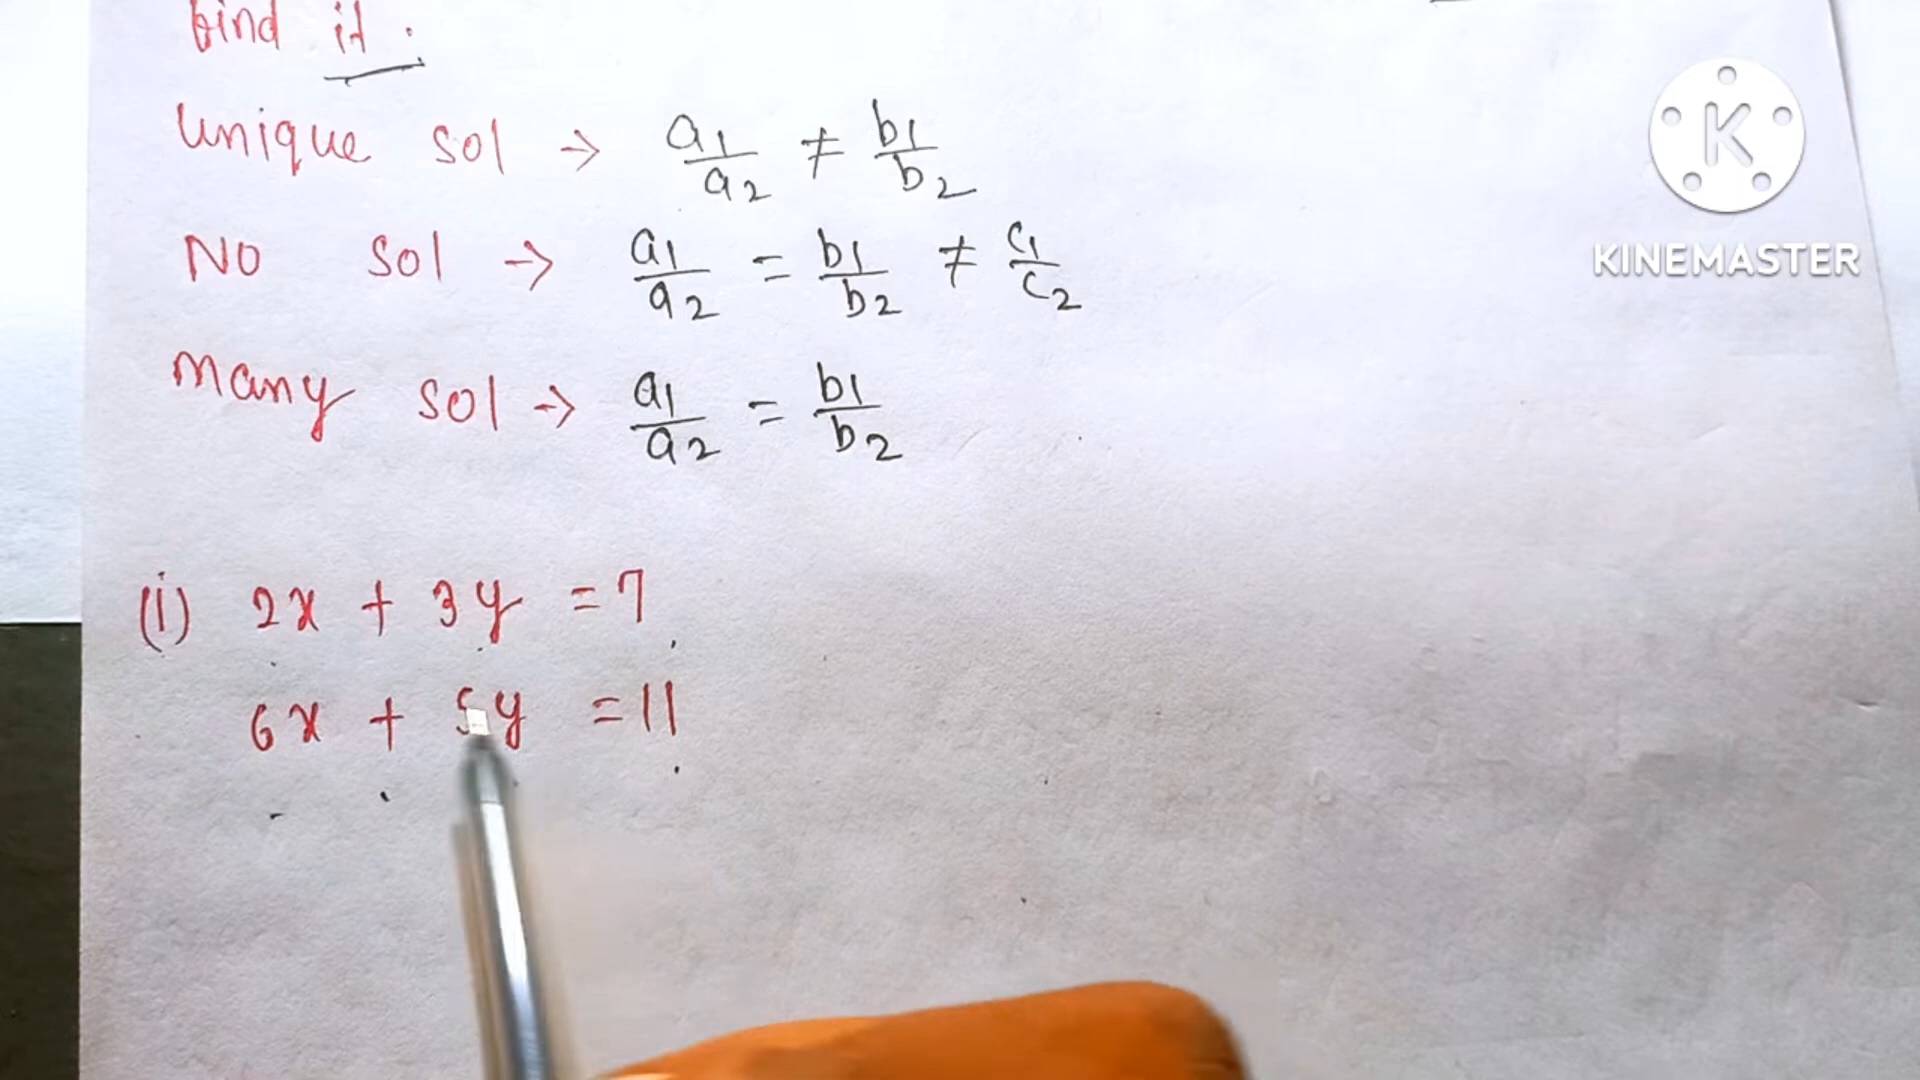 find it.
Unique sol → a1/a2 ≠ b1/b2
NO sol → a1/a2 = b1/b2 ≠ c1/c2
Many sol → a1/a2 = b1/b2
(i) 2x + 3y = 7
6x + 5y = 11
K
KINEMASTER